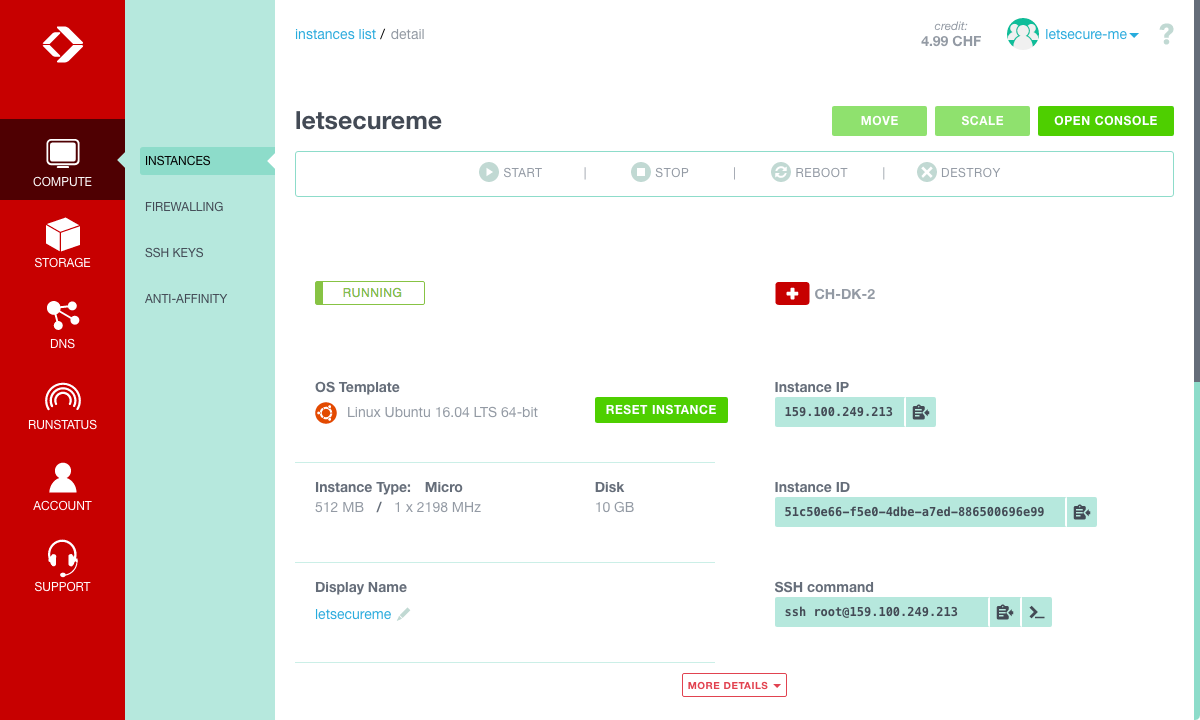 instances list / detail
credit:
4.99 CHF
letsecure-me
?
letsecureme
MOVE
SCALE
OPEN CONSOLE
START | STOP | REBOOT | DESTROY
COMPUTE
STORAGE
DNS
RUNSTATUS
ACCOUNT
SUPPORT
INSTANCES
FIREWALLING
SSH KEYS
ANTI-AFFINITY
RUNNING
CH-DK-2
OS Template
Linux Ubuntu 16.04 LTS 64-bit
RESET INSTANCE
Instance IP
159.100.249.213
Instance Type: Micro
512 MB / 1 x 2198 MHz
Disk
10 GB
Instance ID
51c50e66-f5e0-4dbe-a7ed-886500696e99
Display Name
letsecureme
SSH command
ssh root@159.100.249.213
MORE DETAILS